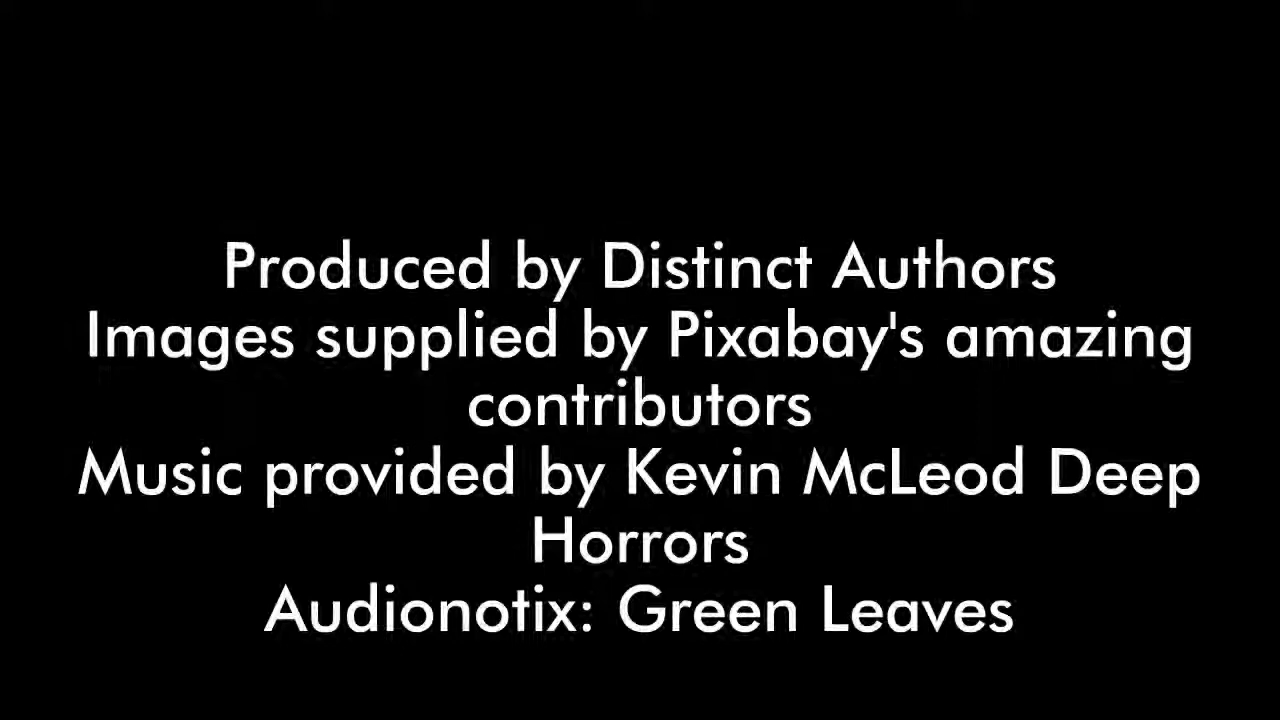 Produced by Distinct Authors
Images supplied by Pixabay's amazing
contributors
Music provided by Kevin McLeod Deep
Horrors
Audionotix: Green Leaves